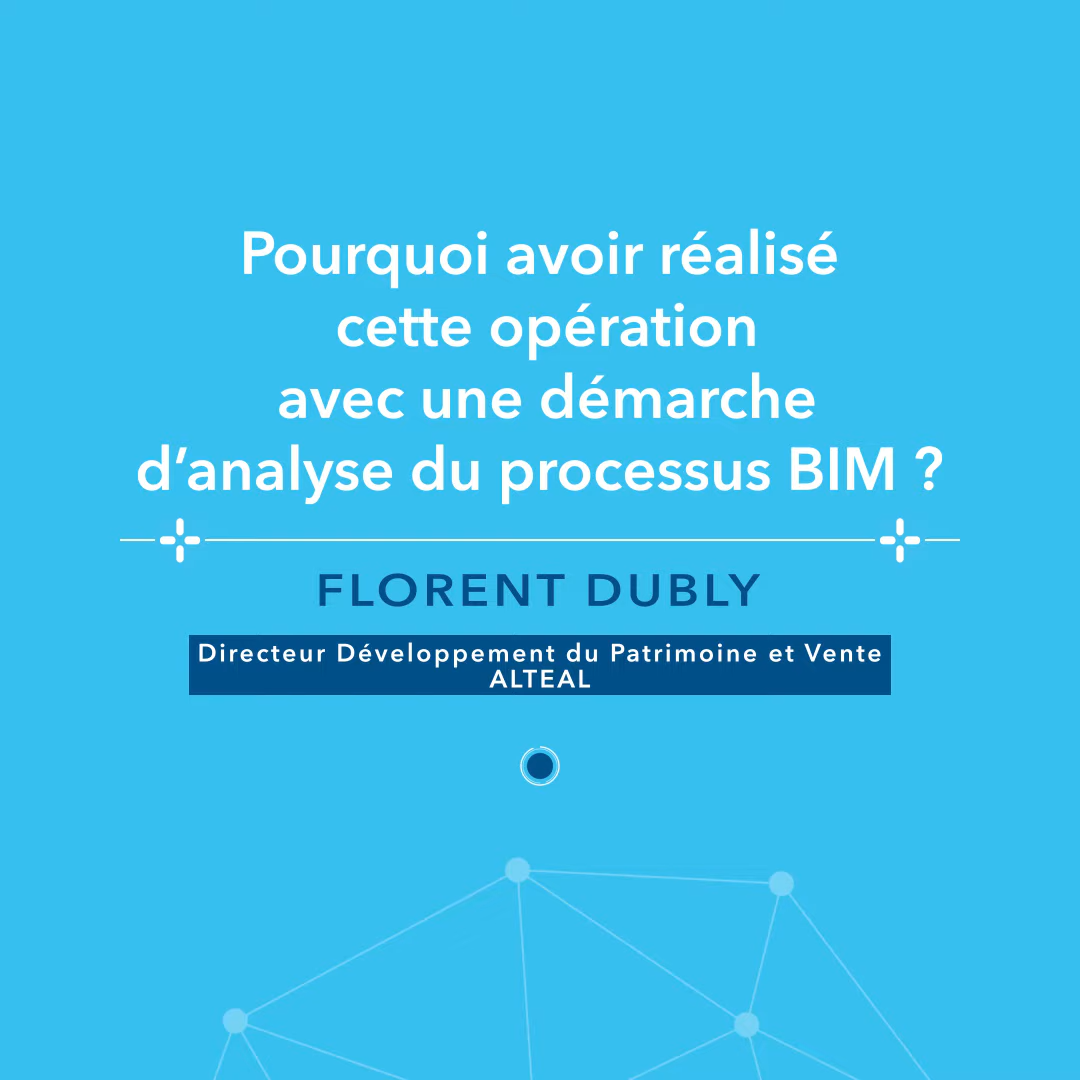 Pourquoi avoir réalisé
cette opération
avec une démarche
d’analyse du processus BIM ?
FLORENT DUBLY
Directeur Développement du Patrimoine et Vente
ALTEAL